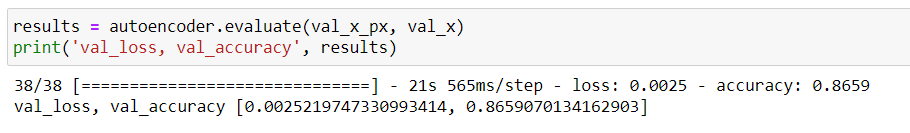 results = autoencoder.evaluate(val_x_px, val_x)
print('val_loss, val_accuracy', results)
38/38 [==============================] - 21s 565ms/step - loss: 0.0025 - accuracy: 0.8659
val_loss, val_accuracy [0.0025219747330993414, 0.8659070134162903]